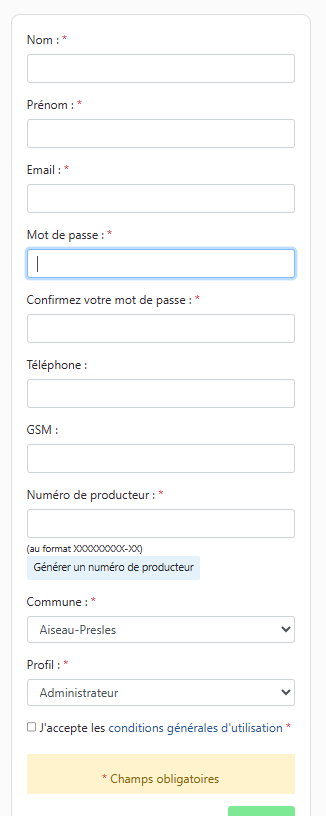 Nom : *
Prénom : *
Email : *
Mot de passe : *
Confirmez votre mot de passe : *
Téléphone :
GSM :
Numéro de producteur : *
(au format XXXXXXXXX-XX)
Générer un numéro de producteur
Commune : *
Aiseau-Presles
Profil : *
Administrateur
J'accepte les conditions générales d'utilisation *
* Champs obligatoires